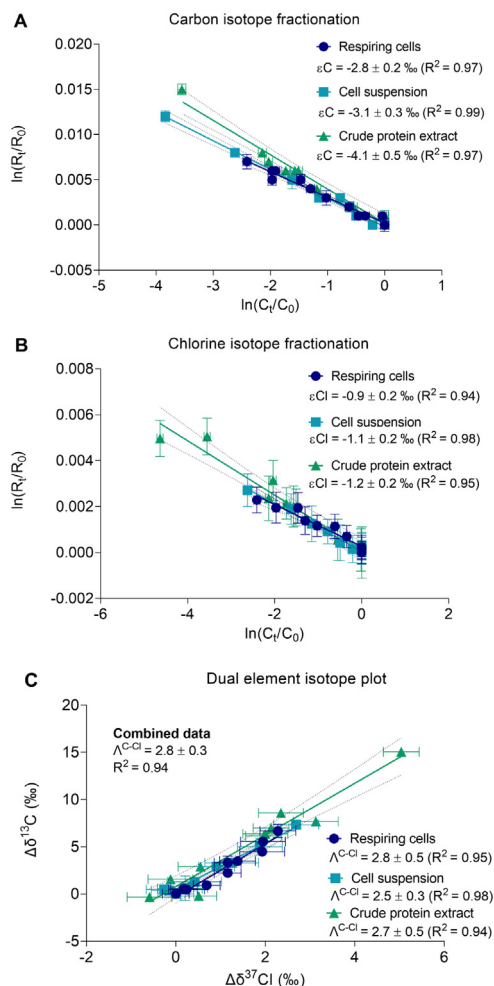 A
Carbon isotope fractionation
0.020
0.015
0.010
0.005
0.000
-0.005
-5
-4
-3
-2
-1
0
1
ln(Rt/R0)
ln(Ct/C0)
Respiring cells
εC = -2.8 ± 0.2 ‰ (R² = 0.97)
Cell suspension
εC = -3.1 ± 0.3 ‰ (R² = 0.99)
Crude protein extract
εC = -4.1 ± 0.5 ‰ (R² = 0.97)
B
Chlorine isotope fractionation
0.008
0.006
0.004
0.002
0.000
-0.002
-6
-4
-2
0
2
ln(Rt/R0)
ln(Ct/C0)
Respiring cells
εCl = -0.9 ± 0.2 ‰ (R² = 0.94)
Cell suspension
εCl = -1.1 ± 0.2 ‰ (R² = 0.98)
Crude protein extract
εCl = -1.2 ± 0.2 ‰ (R² = 0.95)
C
Dual element isotope plot
20
15
10
5
0
-5
-2
0
2
4
6
Δδ¹³C (‰)
Δδ³⁷Cl (‰)
Combined data
Λᶜ⁻ᶜˡ = 2.8 ± 0.3
R² = 0.94
Respiring cells
Λᶜ⁻ᶜˡ = 2.8 ± 0.5 (R² = 0.95)
Cell suspension
Λᶜ⁻ᶜˡ = 2.5 ± 0.3 (R² = 0.98)
Crude protein extract
Λᶜ⁻ᶜˡ = 2.7 ± 0.5 (R² = 0.94)